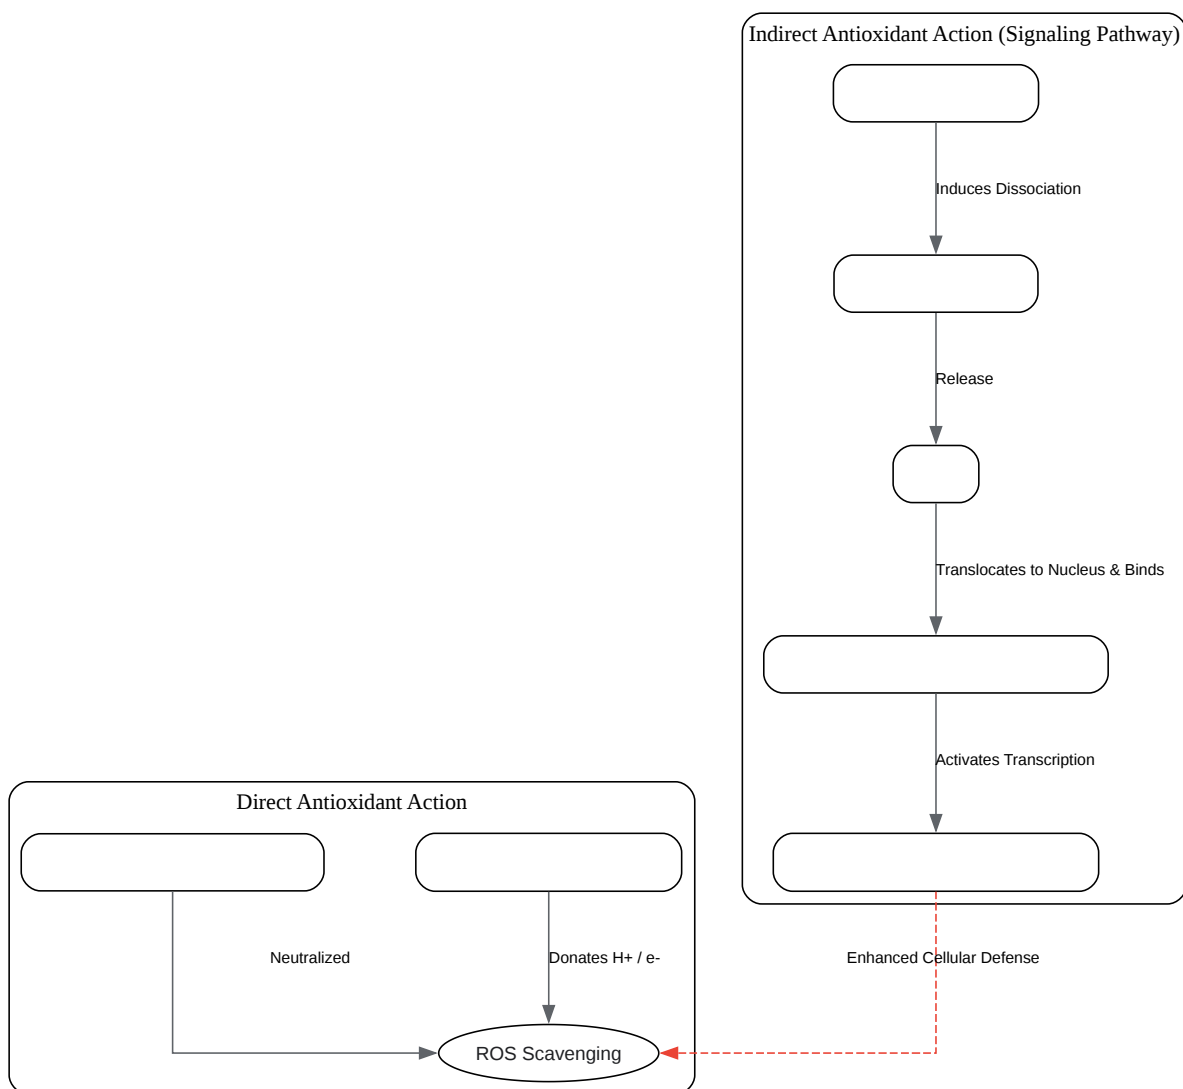 Indirect Antioxidant Action (Signaling Pathway)
Induces Dissociation
Release
Translocates to Nucleus & Binds
Activates Transcription
Direct Antioxidant Action
Neutralized
Donates H+ / e-
Enhanced Cellular Defense
ROS Scavenging